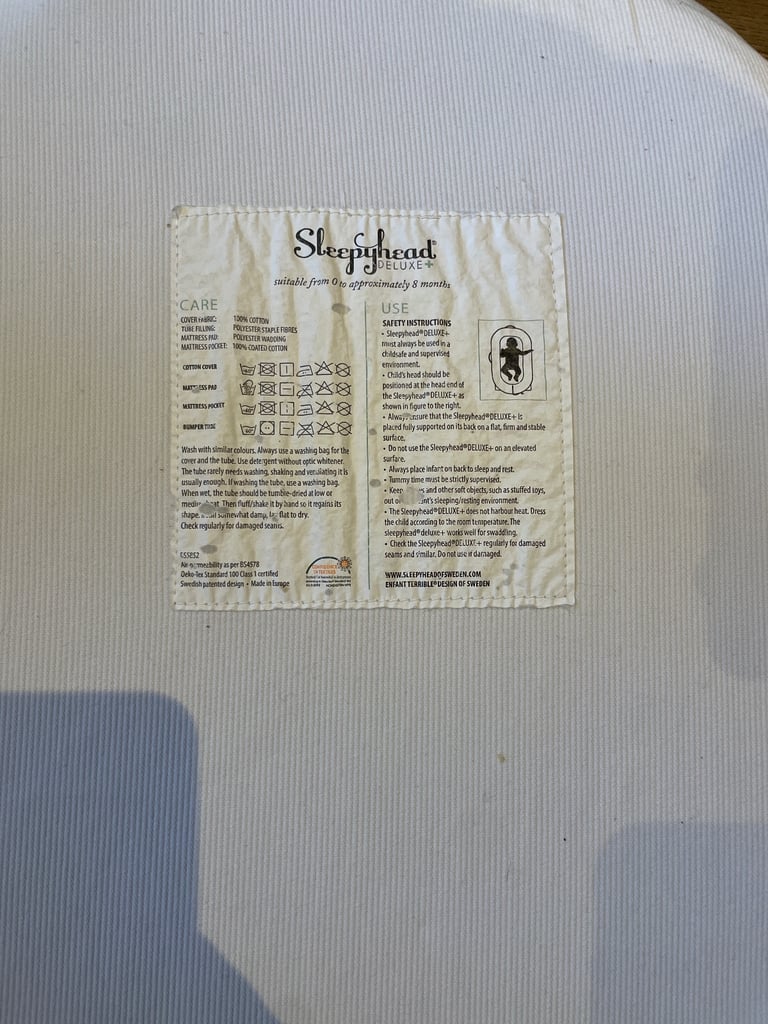 Sleepyhead®
DELUXE+
suitable from 0 to approximately 8 months
CARE
COVER FABRIC: 100% COTTON
TUBE FILLING: POLYESTER STAPLE FIBRES
MATTRESS PAD: POLYESTER WADDING
MATTRESS POCKET: 100% COATED COTTON
COTTON COVER
MATTRESS PAD
MATTRESS POCKET
BUMPER TUBE
Wash with similar colours. Always use a washing bag for the
cover and the tube. Use detergent without optic whitener.
The tube rarely needs washing, shaking and ventilating it is
usually enough. If washing the tube, use a washing bag.
When wet, the tube should be tumble-dried at low or
Then fluff/shake it by hand so it regains its
shape. somewhat damp, flat to dry.
Check regularly for damaged seams.
Air permeability as per BS4578
Oeko-Tex Standard 100 Class 1 certified
Swedish patented design • Made in Europe
CONFIDENCE
IN TEXTILES
USE
SAFETY INSTRUCTIONS
• Sleepyhead®DELUXE+
must always be used in a
childsafe and supervised
environment.
• Child's head should be
positioned at the head end of
the Sleepyhead®DELUXE+ as
shown in figure to the right.
• Always ensure that the Sleepyhead®DELUXE+ is
placed fully supported on its back on a flat, firm and stable
surface.
• Do not use the Sleepyhead®DELUXE+ on an elevated
surface.
• Always place infant on back to sleep and rest.
• Tummy time must be strictly supervised.
• Keep and other soft objects, such as stuffed toys,
out of sleeping/resting environment.
• The Sleepyhead®DELUXE+ does not harbour heat. Dress
the child according to the room temperature. The
sleepyhead®deluxe+ works well for swaddling.
• Check the Sleepyhead®DELUXE+ regularly for damaged
seams and similar. Do not use if damaged.
WWW.SLEEPYHEADOFSWEDEN.COM
ENFANT TERRIBLE® DESIGN OF SWEDEN